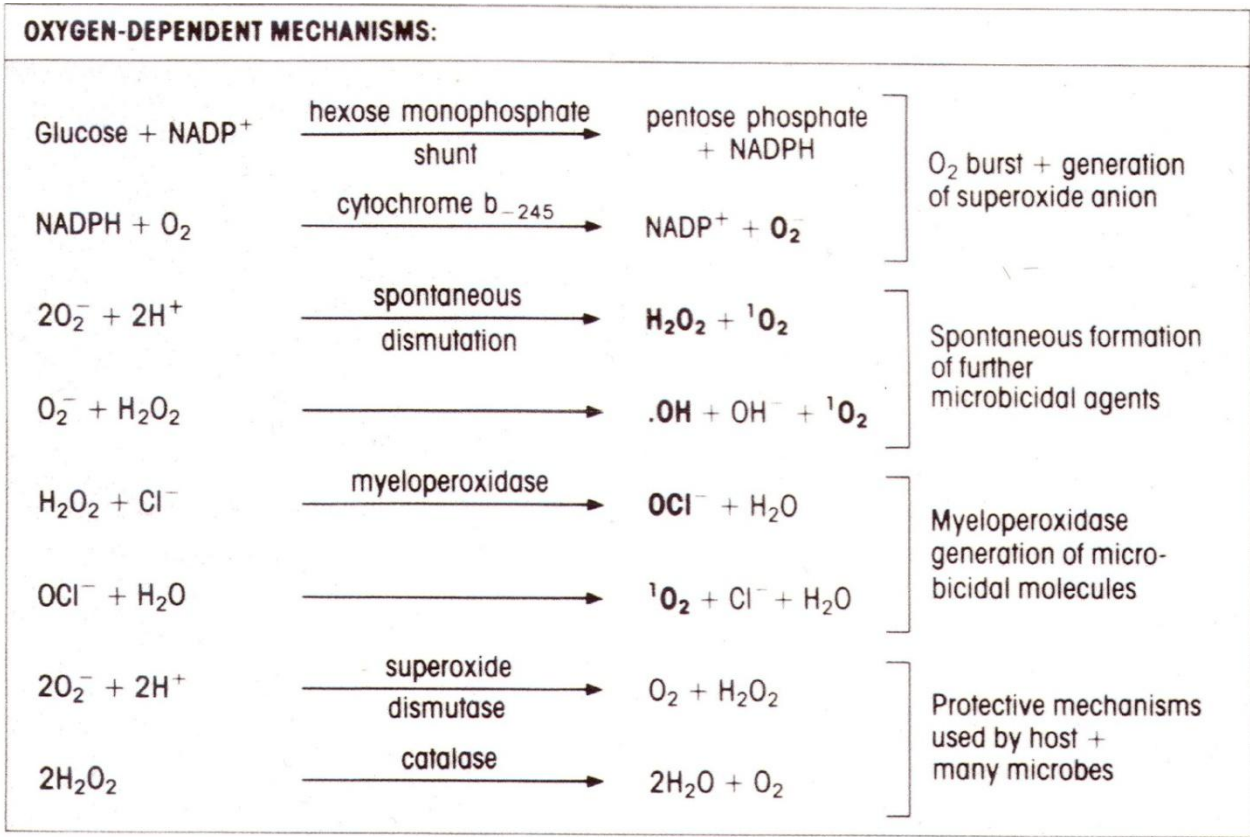 OXYGEN-DEPENDENT MECHANISMS:
Glucose + NADP⁺ hexose monophosphate shunt pentose phosphate + NADPH
NADPH + O₂ cytochrome b₋₂₄₅ NADP⁺ + O₂⁻
O₂ burst + generation
of superoxide anion
2O₂⁻ + 2H⁺ spontaneous dismutation H₂O₂ + ¹O₂
O₂⁻ + H₂O₂ .OH + OH⁻ + ¹O₂
Spontaneous formation
of further
microbicidal agents
H₂O₂ + Cl⁻ myeloperoxidase OCl⁻ + H₂O
OCl⁻ + H₂O ¹O₂ + Cl⁻ + H₂O
Myeloperoxidase
generation of micro-
bicidal molecules
2O₂⁻ + 2H⁺ superoxide dismutase O₂ + H₂O₂
2H₂O₂ catalase 2H₂O + O₂
Protective mechanisms
used by host +
many microbes